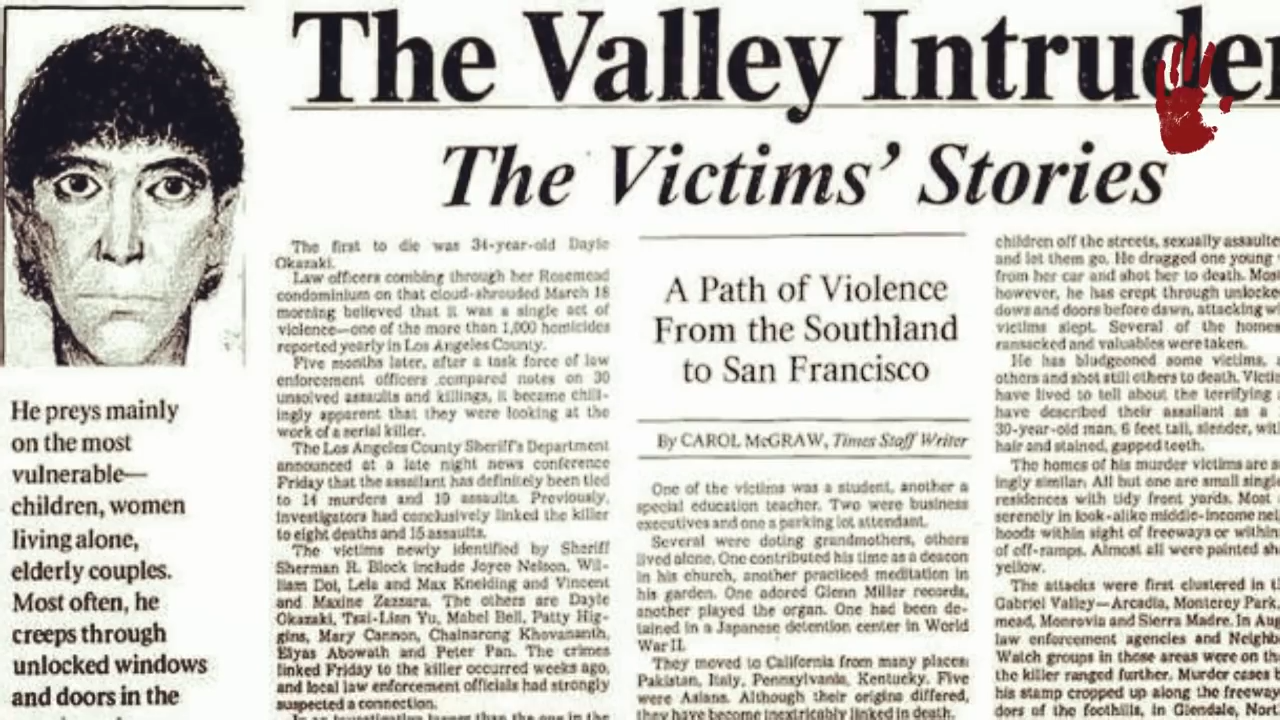 The Valley Intruder
The Victims' Stories
He preys mainly
on the most
vulnerable—
children, women
living alone,
elderly couples.
Most often, he
creeps through
unlocked windows
and doors in the
The first to die was 34-year-old Dayle
Okazaki.
Law officers combing through her Rosemead
condominium on that cloud-shrouded March 18
morning believed that it was a single act of
violence—one of the more than 1,000 homicides
reported yearly in Los Angeles County.
Five months later, after a task force of law
enforcement officers compared notes on 30
unsolved assaults and killings, it became chill-
ingly apparent that they were looking at the
work of a serial killer.
The Los Angeles County Sheriff's Department
announced at a late night news conference
Friday that the assailant has definitely been tied
to 14 murders and 19 assaults. Previously,
investigators had conclusively linked the killer
to eight deaths and 15 assaults.
The victims newly identified by Sheriff
Sherman R. Block include Joyce Nelson, Wil-
liam Doi, Lela and Max Kneiding and Vincent
and Maxine Zazzara. The others are Dayle
Okazaki, Tsai-Lian Yu, Mabel Bell, Patty Hig-
gins, Mary Cannon, Chainarong Khovananth,
Elyas Abowath and Peter Pan. The crimes
linked Friday to the killer occurred weeks ago,
and local law enforcement officials had strongly
suspected a connection.
In an investigation larger than the one in the
A Path of Violence
From the Southland
to San Francisco
By CAROL McGRAW, Times Staff Writer
One of the victims was a student, another a
special education teacher. Two were business
executives and one a parking lot attendant.
Several were doting grandmothers, others
lived alone. One contributed his time as a deacon
in his church, another practiced meditation in
his garden. One adored Glenn Miller records,
another played the organ. One had been de-
tained in a Japanese detention center in World
War II.
They moved to California from many places:
Pakistan, Italy, Pennsylvania, Kentucky. Five
were Asians. Although their origins differed,
they have become inextricably linked in death.
children off the streets, sexually assaulte
and let them go. He dragged one young
from her car and shot her to death. Mos
however, he has crept through unlocke
dows and doors before dawn, attacking
victims slept. Several of the homes
ransacked and valuables were taken.
He has bludgeoned some victims,
others and shot still others to death. Victi
have lived to tell about the terrifying
have described their assailant as a
30-year-old man, 6 feet tall, slender, wit
hair and stained, gapped teeth.
The homes of his murder victims are
ingly similar: All but one are small single
residences with tidy front yards. Most
serenely in look-alike middle-income nei
hoods within sight of freeways or within
of off-ramps. Almost all were painted
yellow.
The attacks were first clustered in t
Gabriel Valley—Arcadia, Monterey Park,
mead, Monrovia and Sierra Madre. In Aug
law enforcement agencies and Neighb
Watch groups in those areas were on the
the killer ranged further. Murder cases
his stamp cropped up along the freeway
dors of the foothills, in Glendale, Nort